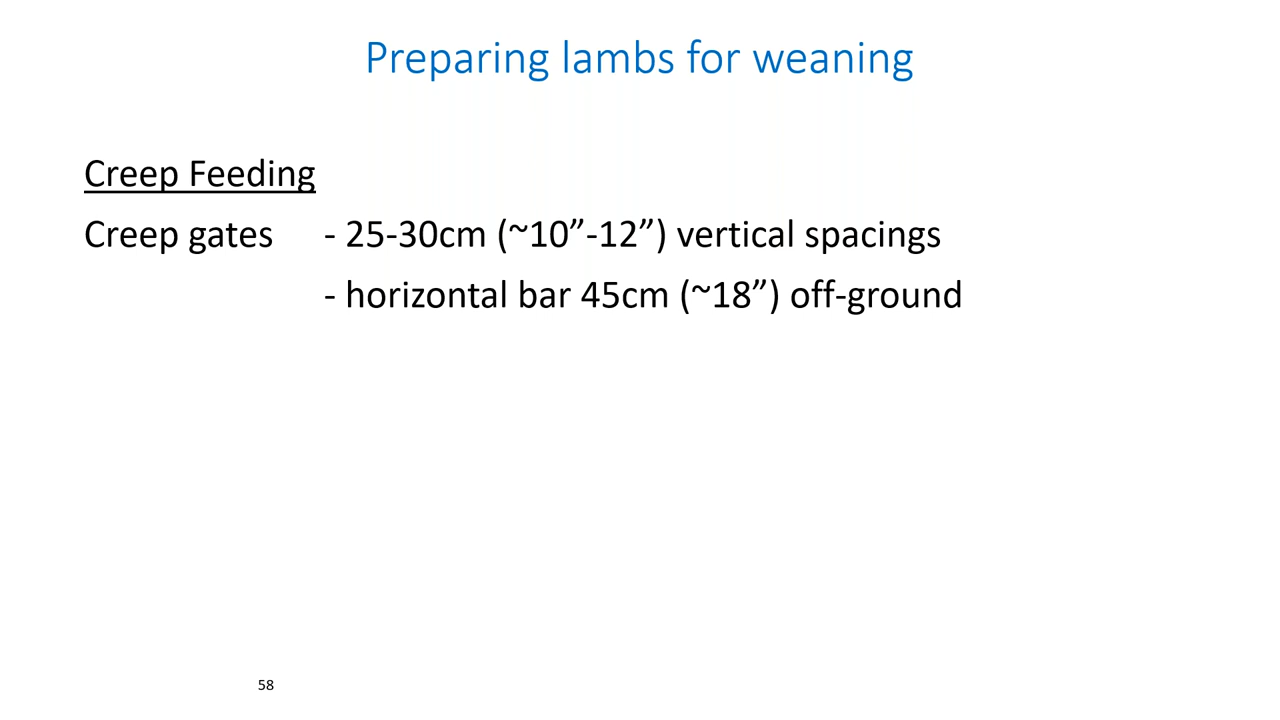 Preparing lambs for weaning
Creep Feeding
Creep gates - 25-30cm (~10”-12”) vertical spacings
- horizontal bar 45cm (~18”) off-ground
58